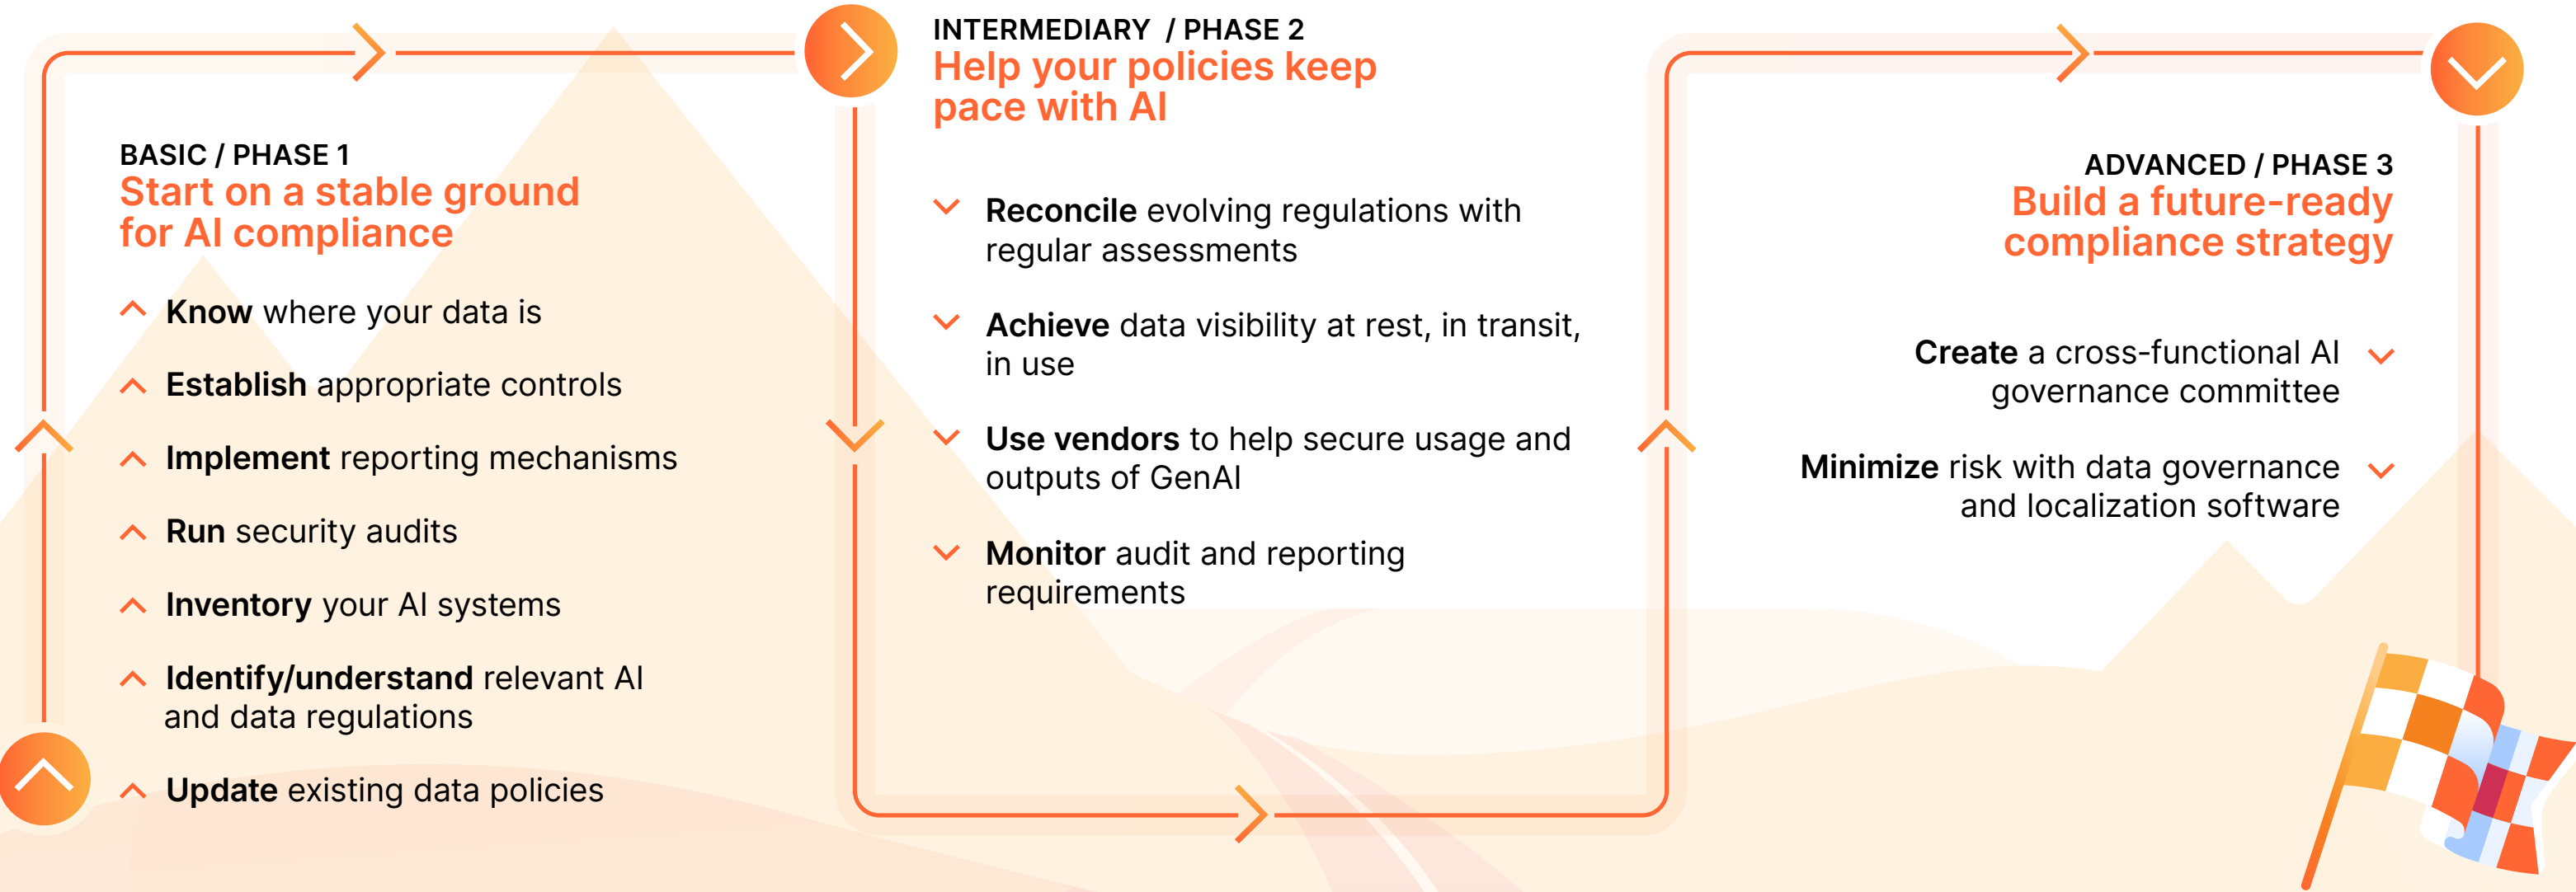 BASIC / PHASE 1
Start on a stable ground
for AI compliance
Know where your data is
Establish appropriate controls
Implement reporting mechanisms
Run security audits
Inventory your AI systems
Identify/understand relevant AI
and data regulations
Update existing data policies
INTERMEDIARY / PHASE 2
Help your policies keep
pace with AI
Reconcile evolving regulations with
regular assessments
Achieve data visibility at rest, in transit,
in use
Use vendors to help secure usage and
outputs of GenAI
Monitor audit and reporting
requirements
ADVANCED / PHASE 3
Build a future-ready
compliance strategy
Create a cross-functional AI
governance committee
Minimize risk with data governance
and localization software